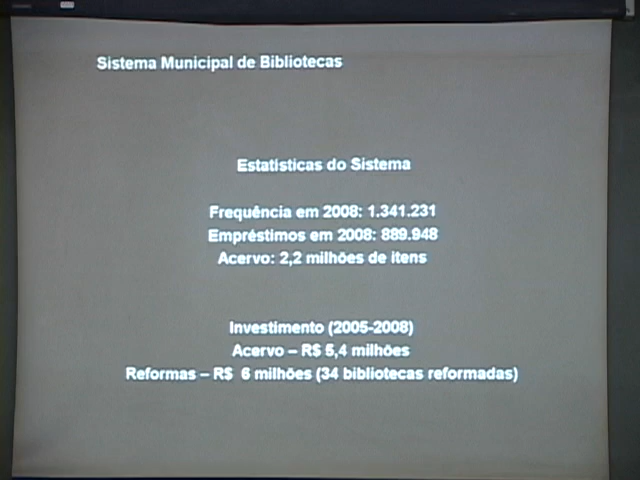 Sistema Municipal de Bibliotecas
Estatísticas do Sistema
Frequência em 2008: 1.341.231
Empréstimos em 2008: 889.948
Acervo: 2,2 milhões de itens
Investimento (2005-2008)
Acervo – R$ 5,4 milhões
Reformas – R$  6 milhões (34 bibliotecas reformadas)